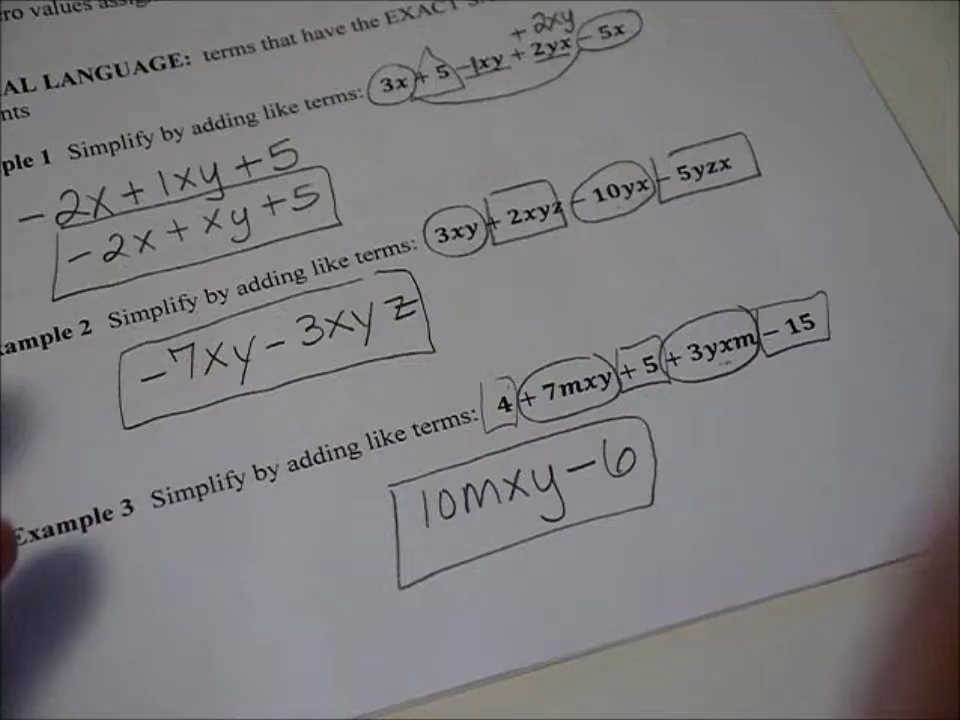 ro values
AL LANGUAGE: terms that have the EXACT
nts
+ 2xy
ple 1 Simplify by adding like terms: 3x + 5 - 1xy + 2yx - 5x
- 2x + 1xy + 5
- 2x + xy + 5
ample 2 Simplify by adding like terms: 3xy + 2xyz - 10yx - 5yzx
- 7xy - 3xyz
Example 3 Simplify by adding like terms: 4 + 7mxy + 5 + 3yxm - 15
10mxy - 6